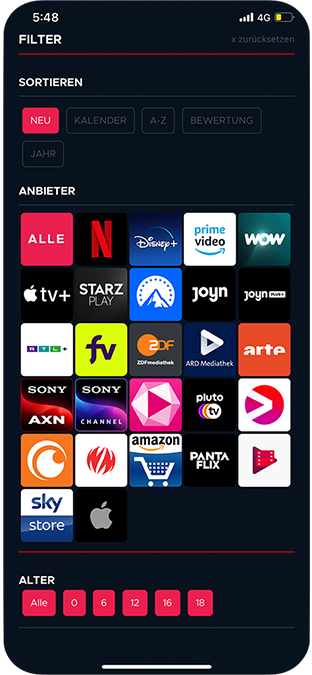 5:48
4G
FILTER
x zurücksetzen
SORTIEREN
NEU
KALENDER
A-Z
BEWERTUNG
JAHR
ANBIETER
ALLE
N
Disney+
prime
video
WOW
tv+
STARZ
PLAY
joyn
joyn PLUS+
RTL+
fv
ZDF
ZDFmediathek
ARD Mediathek
arte
SONY
AXN
SONY
CHANNEL
pluto
tv
amazon
PANTA
FLIX
sky
store
ALTER
Alle
0
6
12
16
18